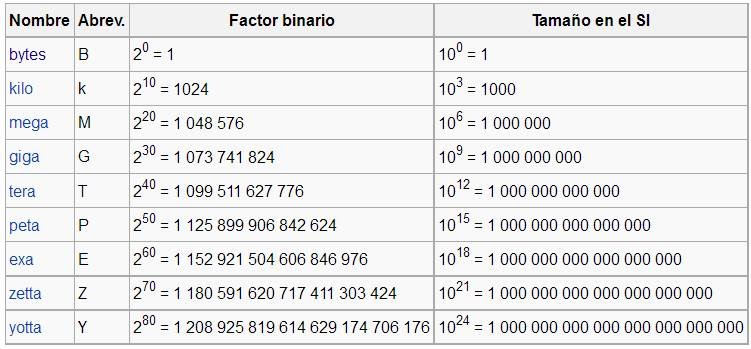 Nombre Abrev. Factor binario Tamaño en el SI
bytes B 2^0 = 1 10^0 = 1
kilo k 2^10 = 1024 10^3 = 1000
mega M 2^20 = 1 048 576 10^6 = 1 000 000
giga G 2^30 = 1 073 741 824 10^9 = 1 000 000 000
tera T 2^40 = 1 099 511 627 776 10^12 = 1 000 000 000 000
peta P 2^50 = 1 125 899 906 842 624 10^15 = 1 000 000 000 000 000
exa E 2^60 = 1 152 921 504 606 846 976 10^18 = 1 000 000 000 000 000 000
zetta Z 2^70 = 1 180 591 620 717 411 303 424 10^21 = 1 000 000 000 000 000 000 000
yotta Y 2^80 = 1 208 925 819 614 629 174 706 176 10^24 = 1 000 000 000 000 000 000 000 000